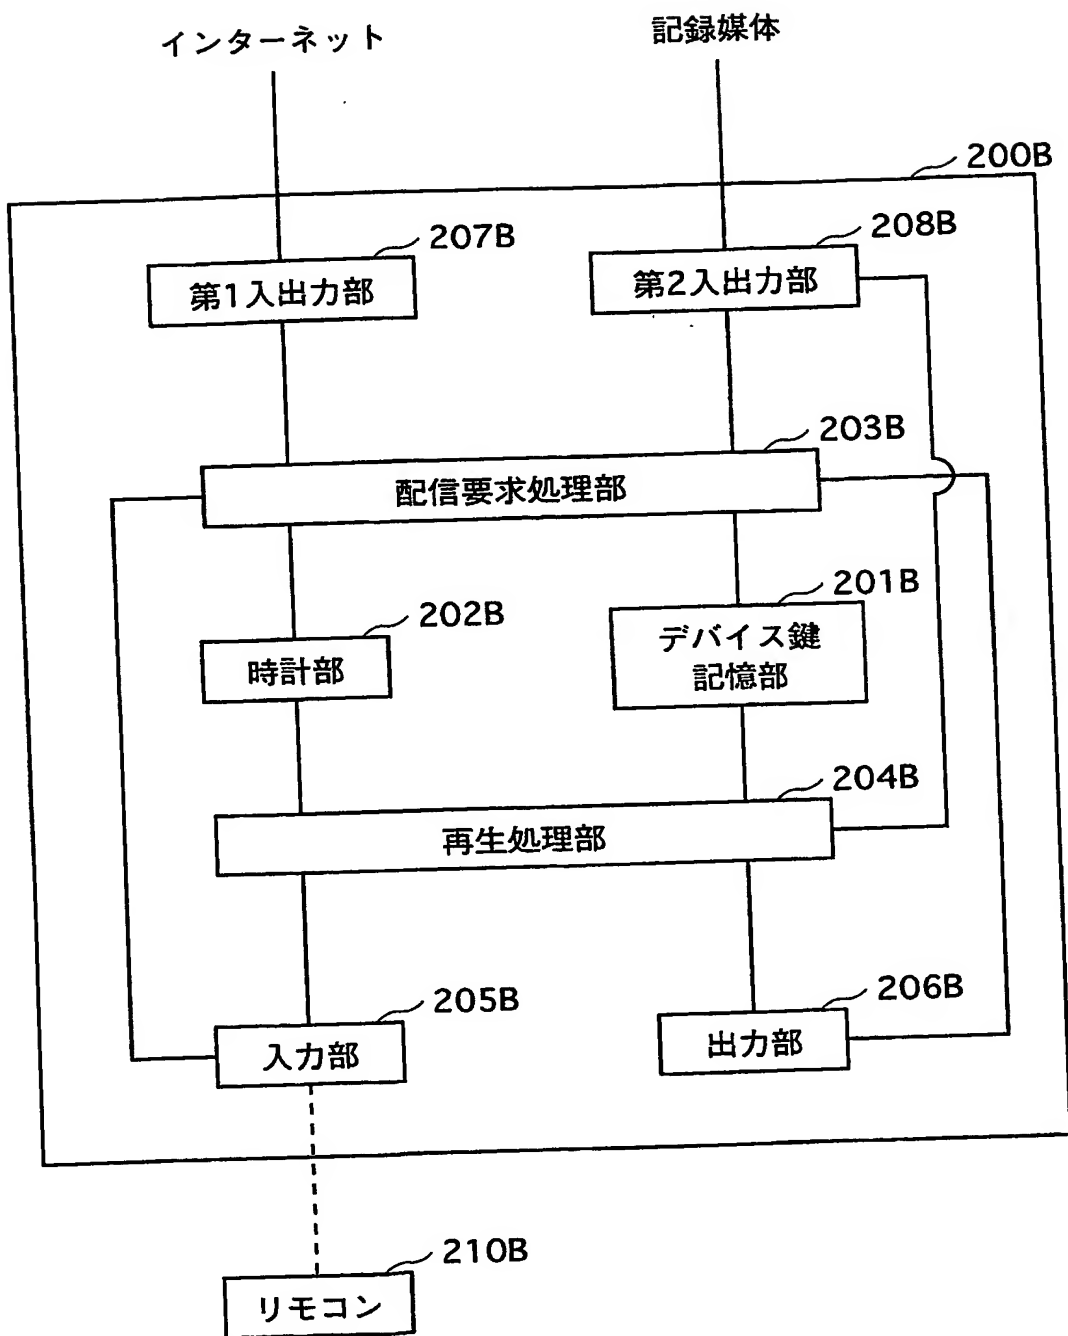 インターネット
記録媒体
200B
207B
208B
第1入出力部
第2入出力部
203B
配信要求処理部
201B
202B
デバイス鍵
記憶部
時計部
204B
再生処理部
205B
206B
入力部
出力部
210B
リモコン